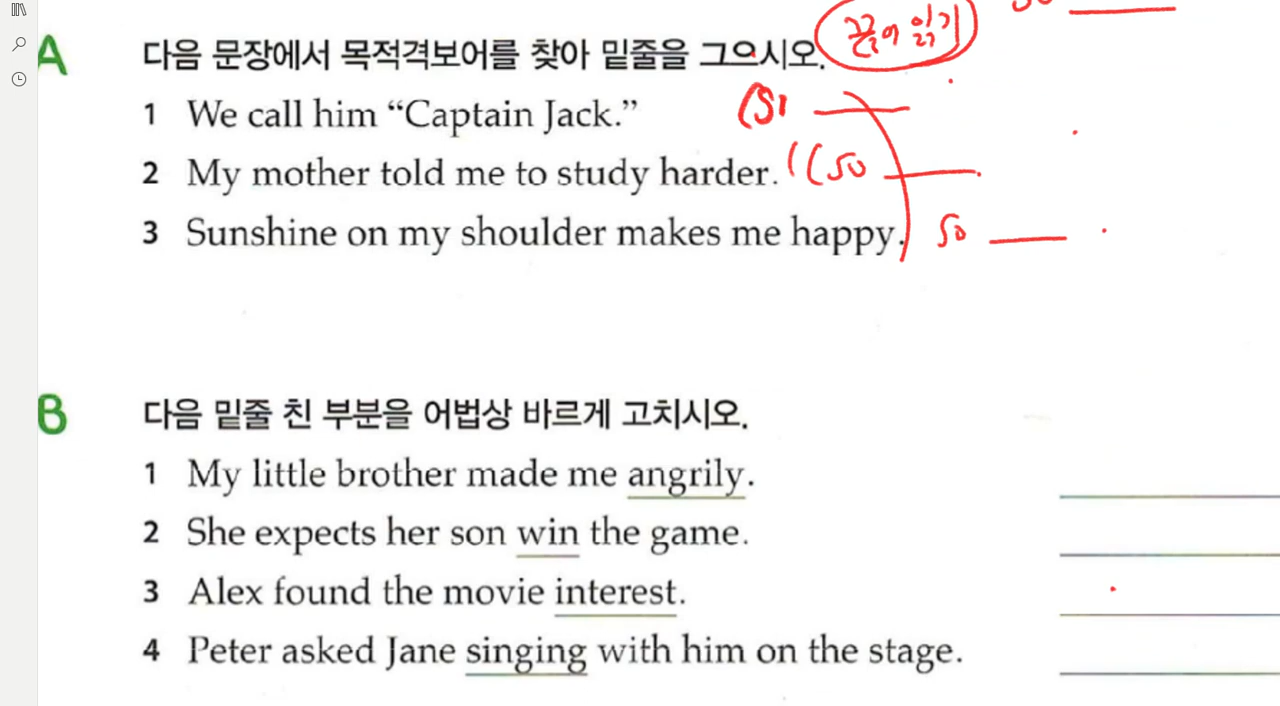 끊어 읽기
A 다음 문장에서 목적격보어를 찾아 밑줄을 그으시오.
1 We call him “Captain Jack.”
2 My mother told me to study harder.
3 Sunshine on my shoulder makes me happy.
B 다음 밑줄 친 부분을 어법상 바르게 고치시오.
1 My little brother made me angrily.
2 She expects her son win the game.
3 Alex found the movie interest.
4 Peter asked Jane singing with him on the stage.